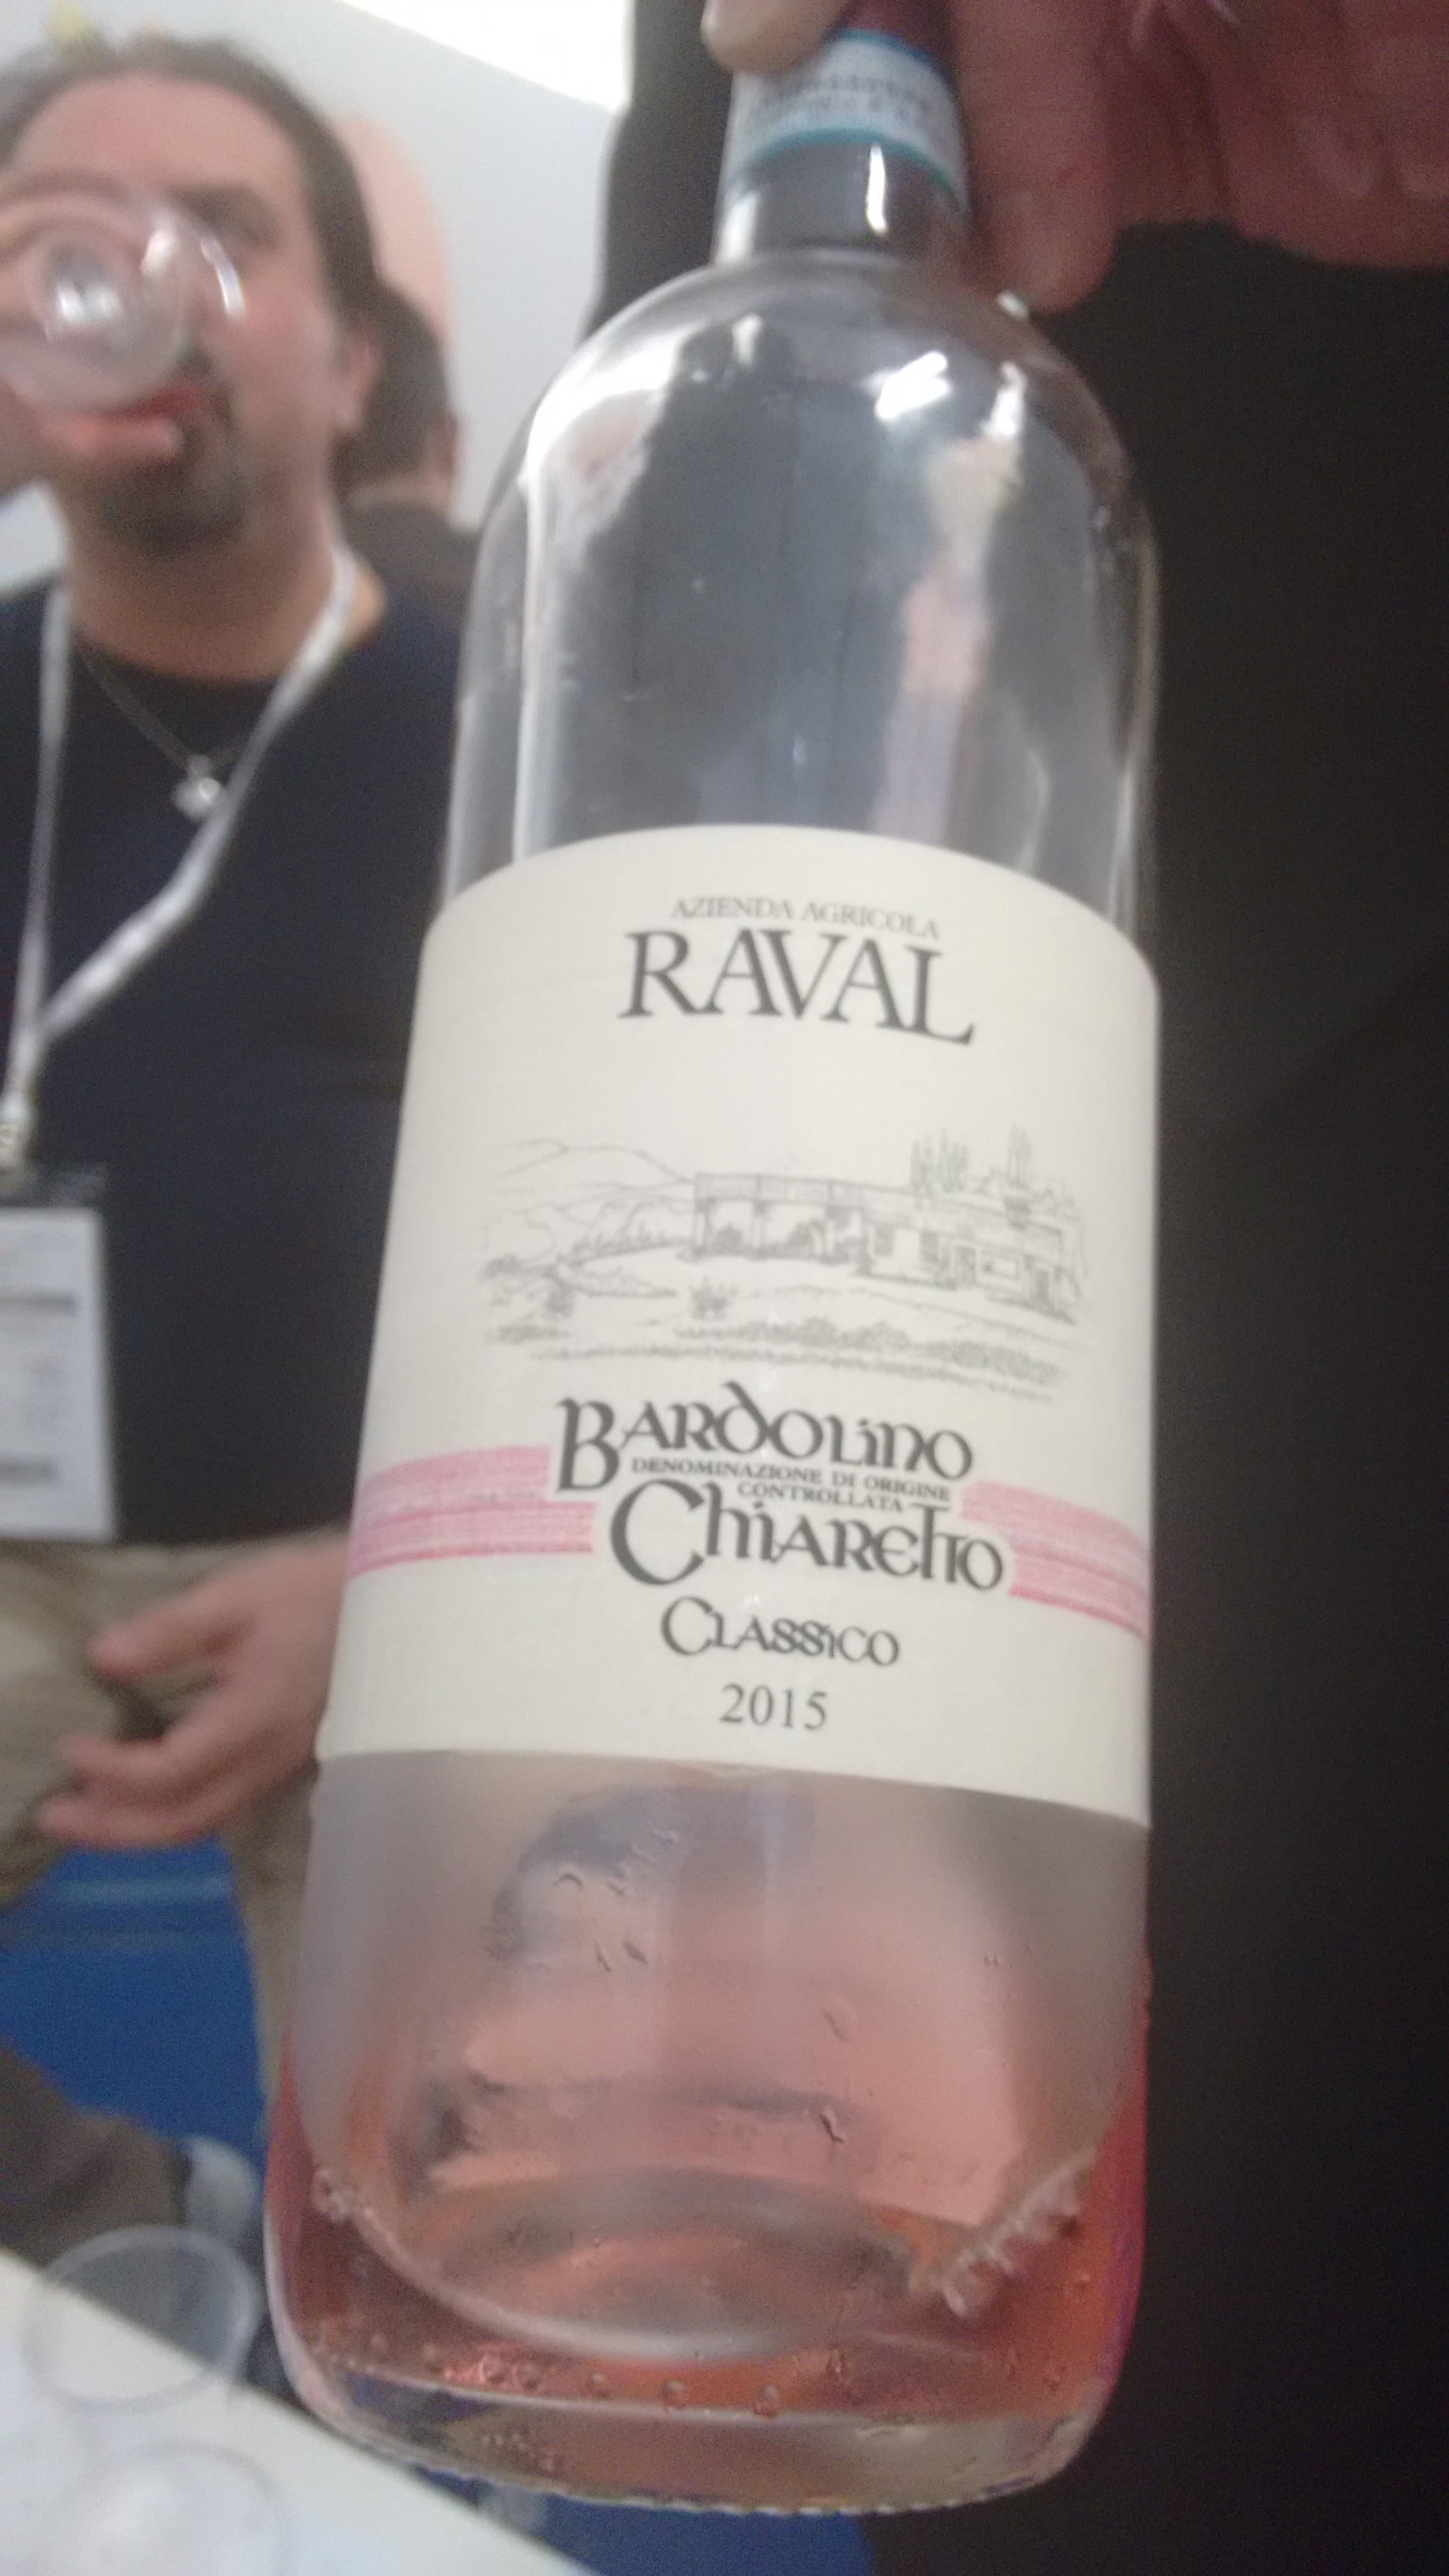 AZIENDA AGRICOLA
RAVAL
BARDOLINO
DENOMINAZIONE DI ORIGINE
CONTROLLATA
CHIARETTO
CLASSICO
2015